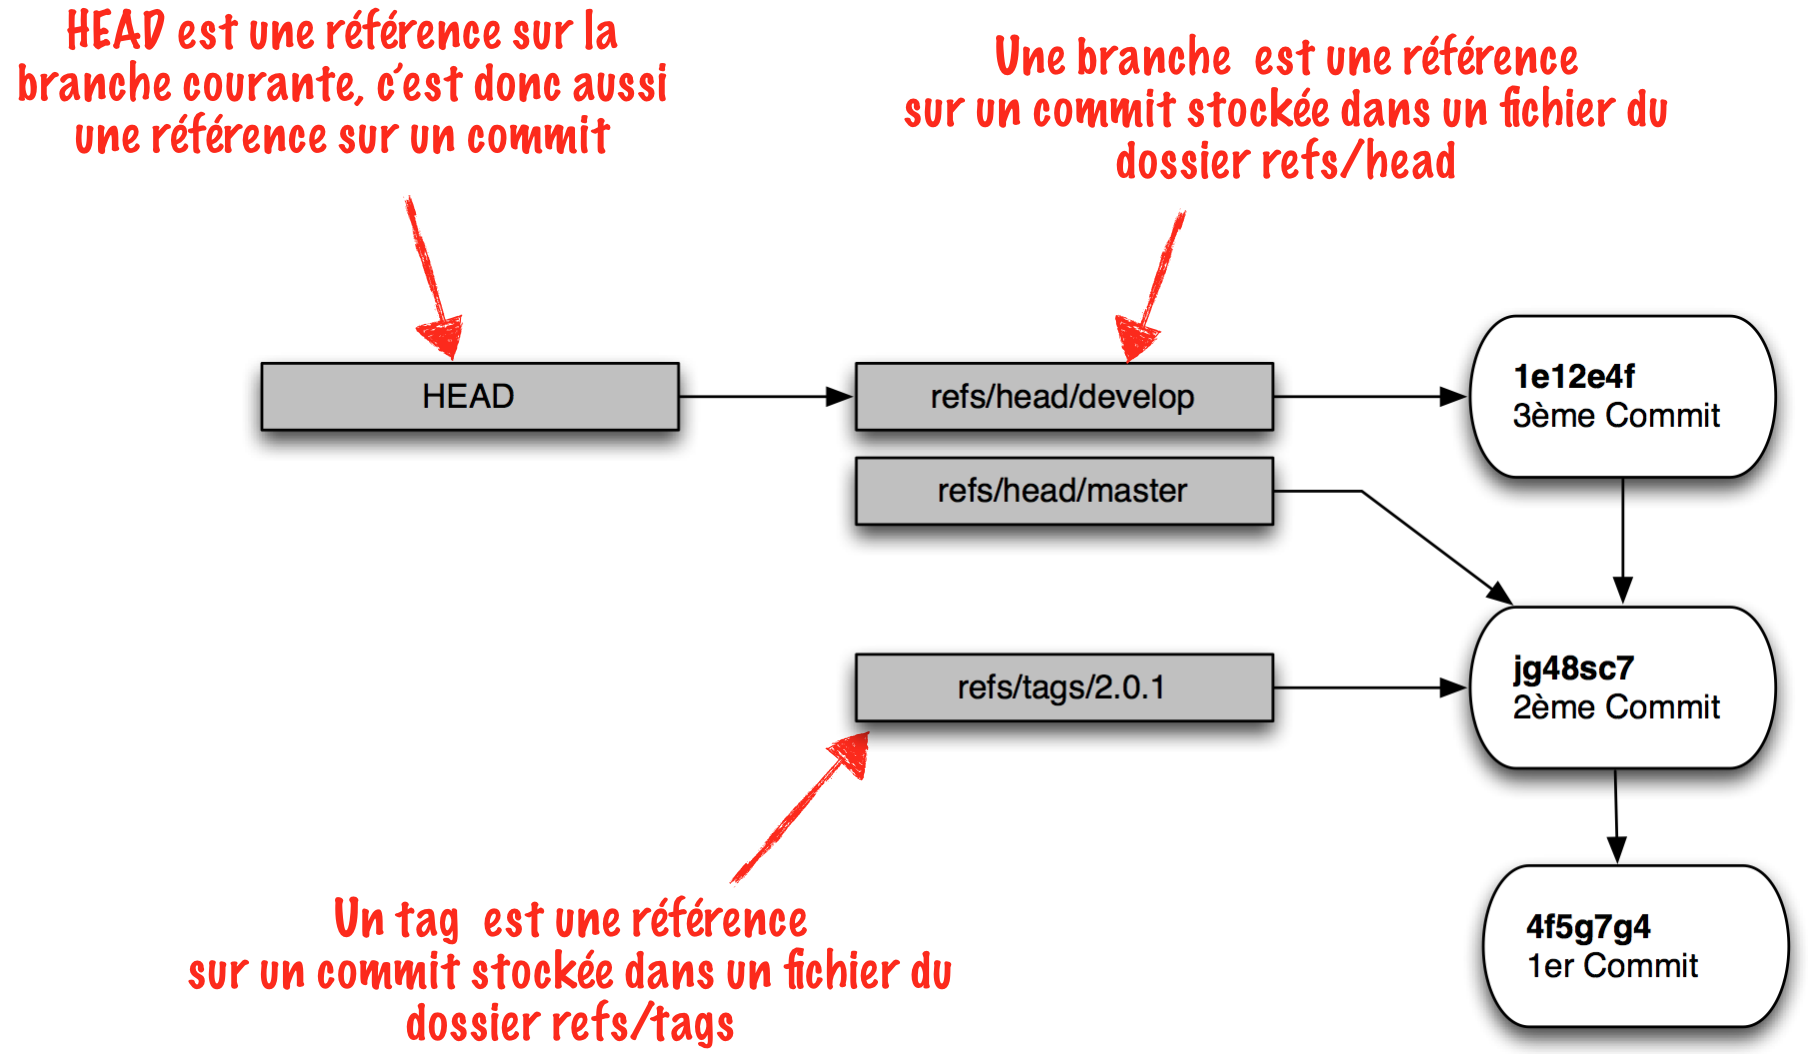 HEAD est une référence sur la
branche courante, c'est donc aussi
une référence sur un commit
Une branche est une référence
sur un commit stockée dans un fichier du
dossier refs/head
HEAD
refs/head/develop
1e12e4f
3ème Commit
refs/head/master
refs/tags/2.0.1
jg48sc7
2ème Commit
Un tag est une référence
sur un commit stockée dans un fichier du
dossier refs/tags
4f5g7g4
1er Commit